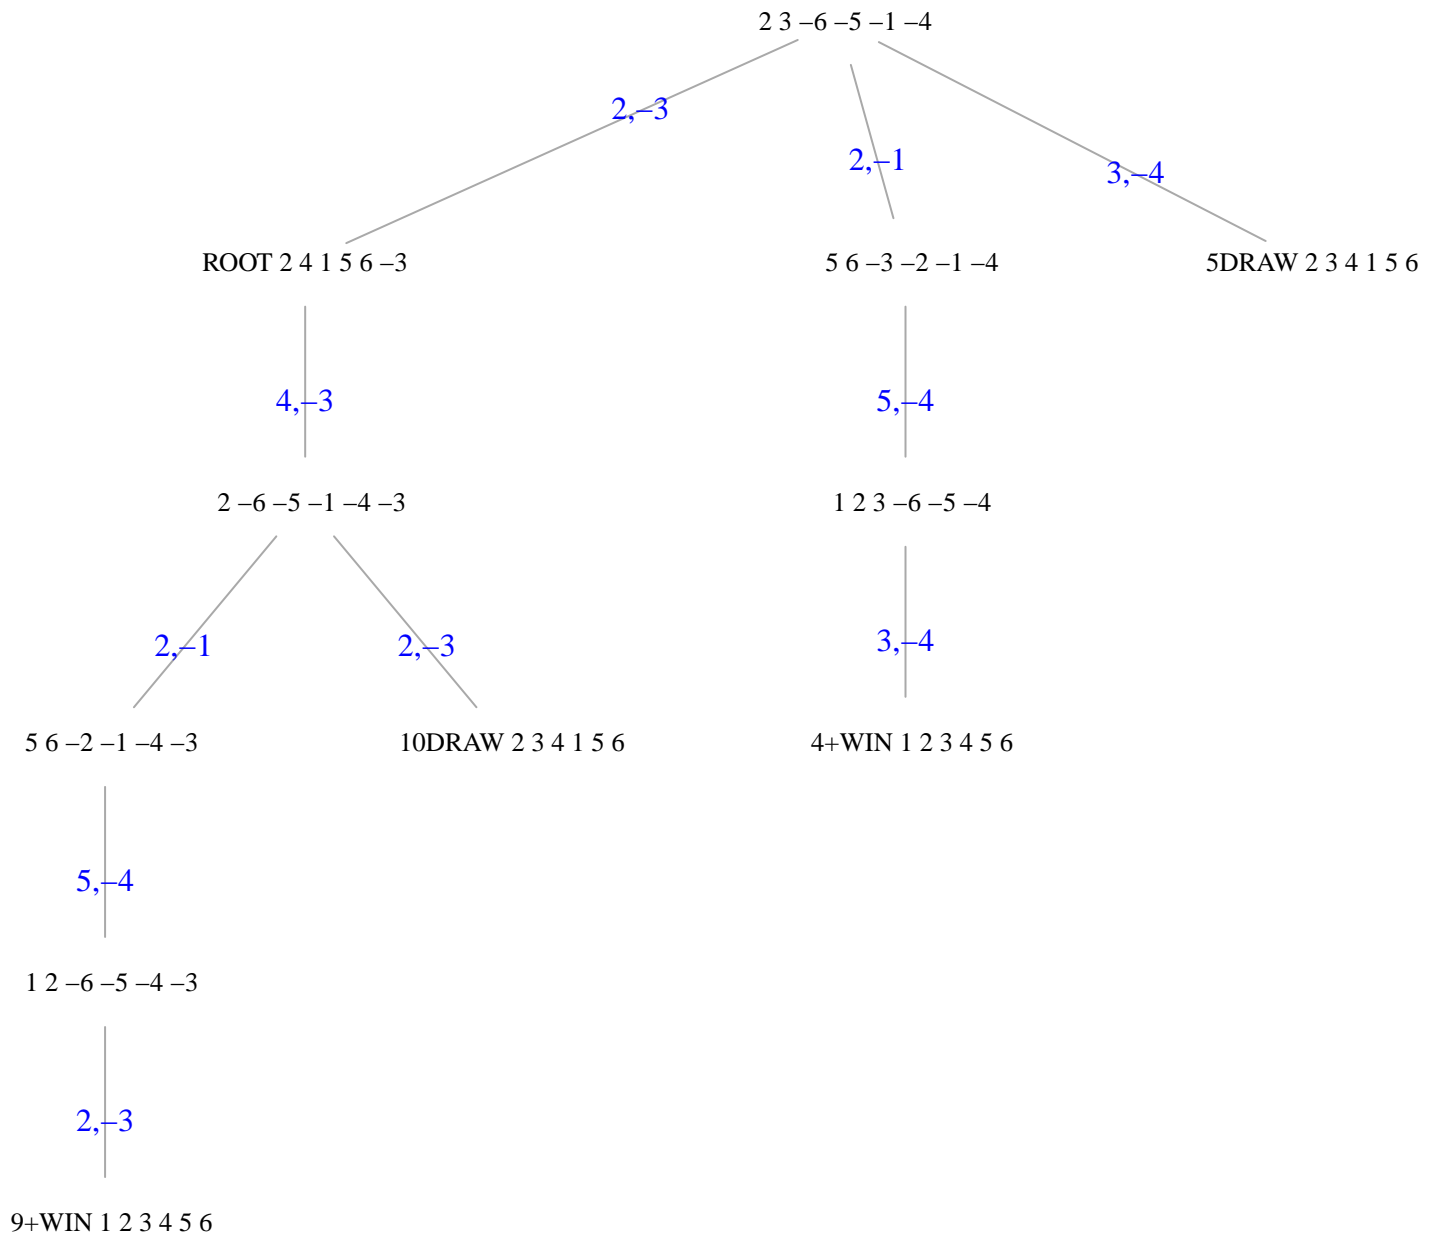 2 3 –6 –5 –1 –4
2,–3
2,–1
3,–4
ROOT 2 4 1 5 6 –3
5 6 –3 –2 –1 –4
5DRAW 2 3 4 1 5 6
4,–3
5,–4
2 –6 –5 –1 –4 –3
1 2 3 –6 –5 –4
2,–1
2,–3
3,–4
5 6 –2 –1 –4 –3
10DRAW 2 3 4 1 5 6
4+WIN 1 2 3 4 5 6
5,–4
1 2 –6 –5 –4 –3
2,–3
9+WIN 1 2 3 4 5 6